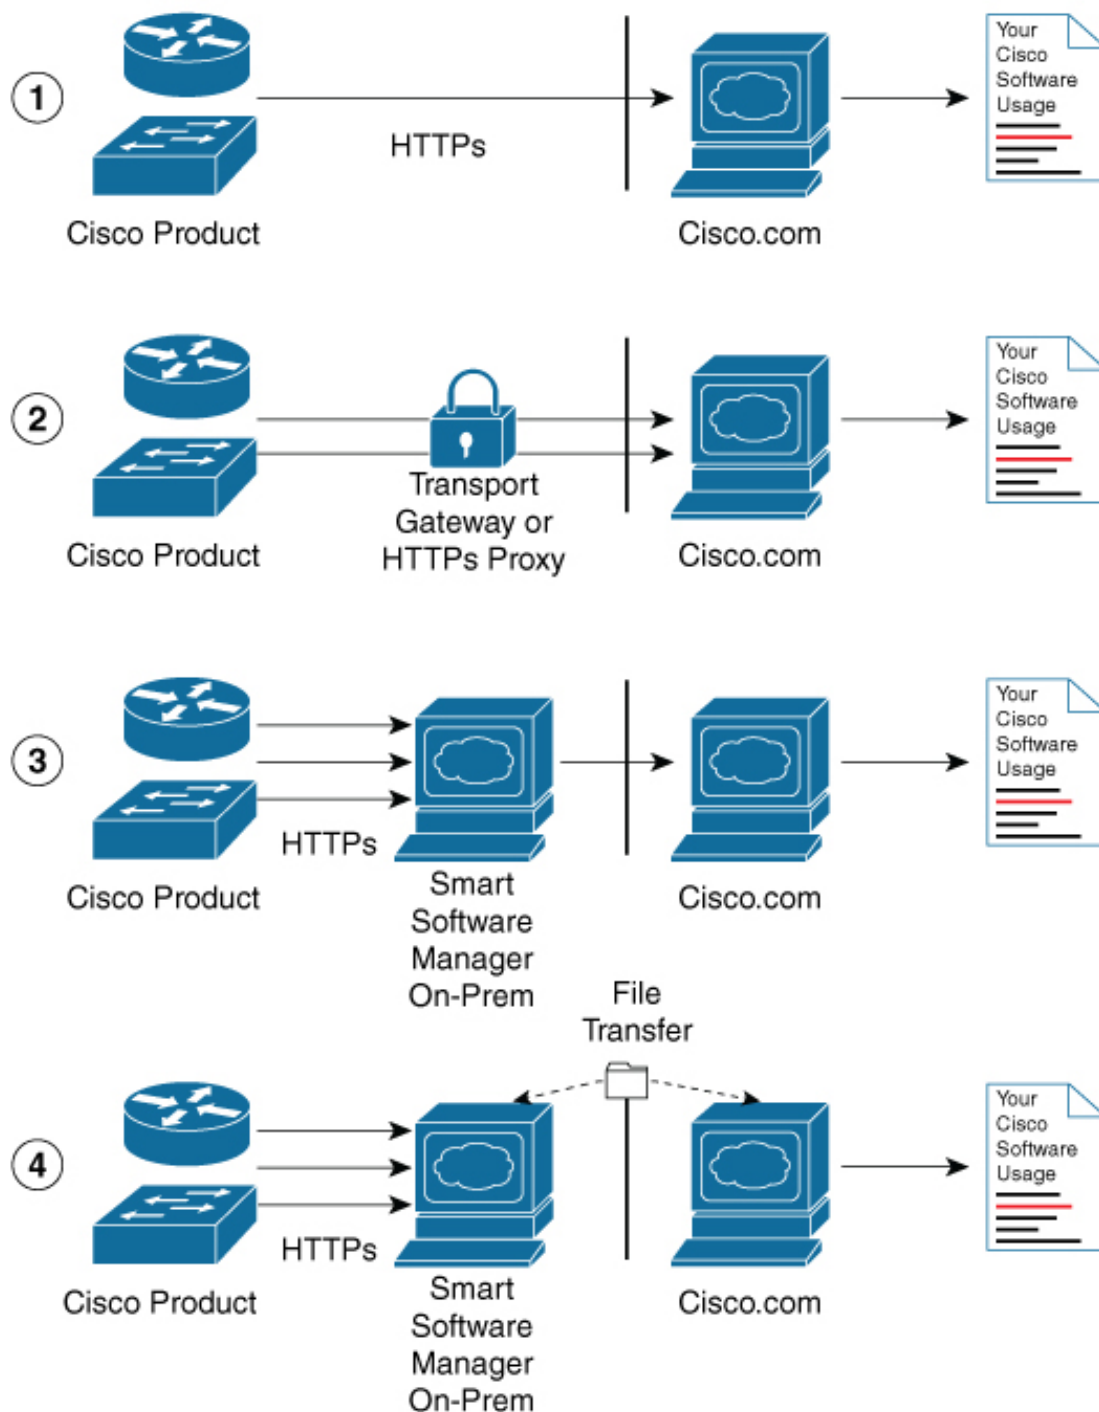 1
HTTPs
Cisco Product
Cisco.com
Your
Cisco
Software
Usage
2
Transport
Gateway or
HTTPs Proxy
Cisco Product
Cisco.com
Your
Cisco
Software
Usage
3
HTTPs
Cisco Product
Smart
Software
Manager
On-Prem
Cisco.com
Your
Cisco
Software
Usage
File
Transfer
4
HTTPs
Cisco Product
Smart
Software
Manager
On-Prem
Cisco.com
Your
Cisco
Software
Usage